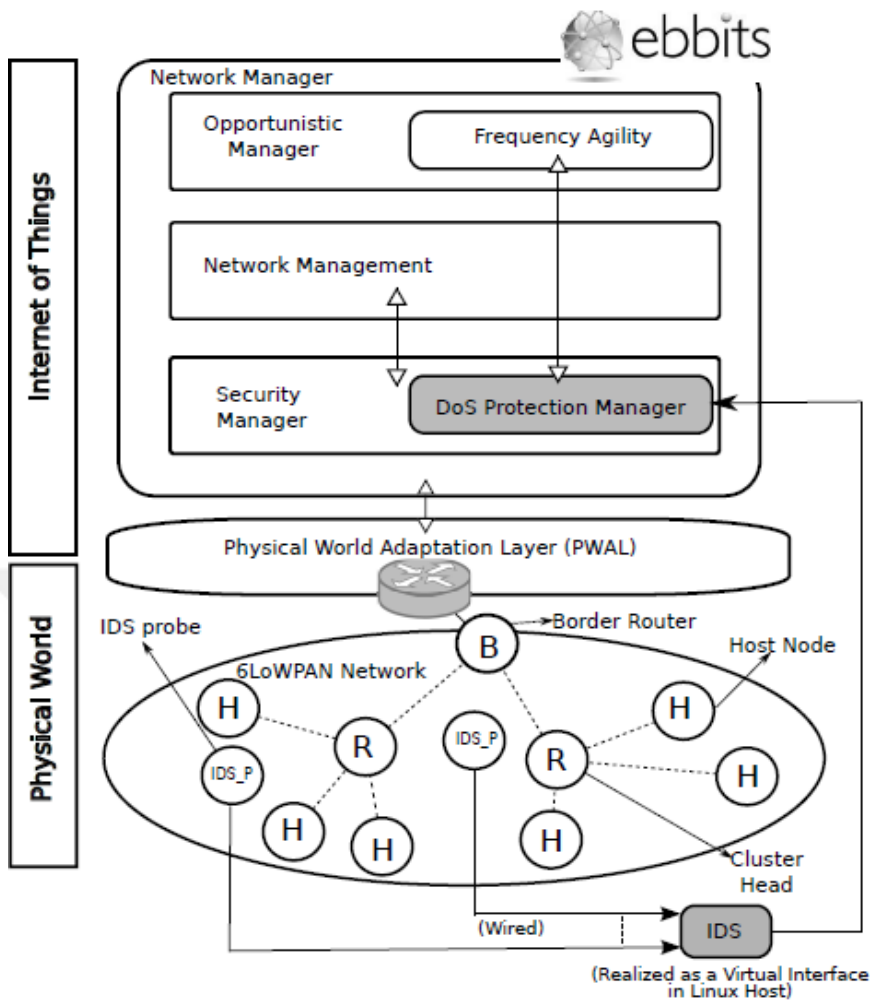 ebbits
Network Manager
Opportunistic
Manager
Frequency Agility
Network Management
Security
Manager
DoS Protection Manager
Internet of Things
Physical World Adaptation Layer (PWAL)
Physical World
IDS probe
Border Router
B
Host Node
6LoWPAN Network
H
H
R
IDS_P
R
IDS_P
H
H
H
H
Cluster
Head
(Wired)
IDS
(Realized as a Virtual Interface
in Linux Host)